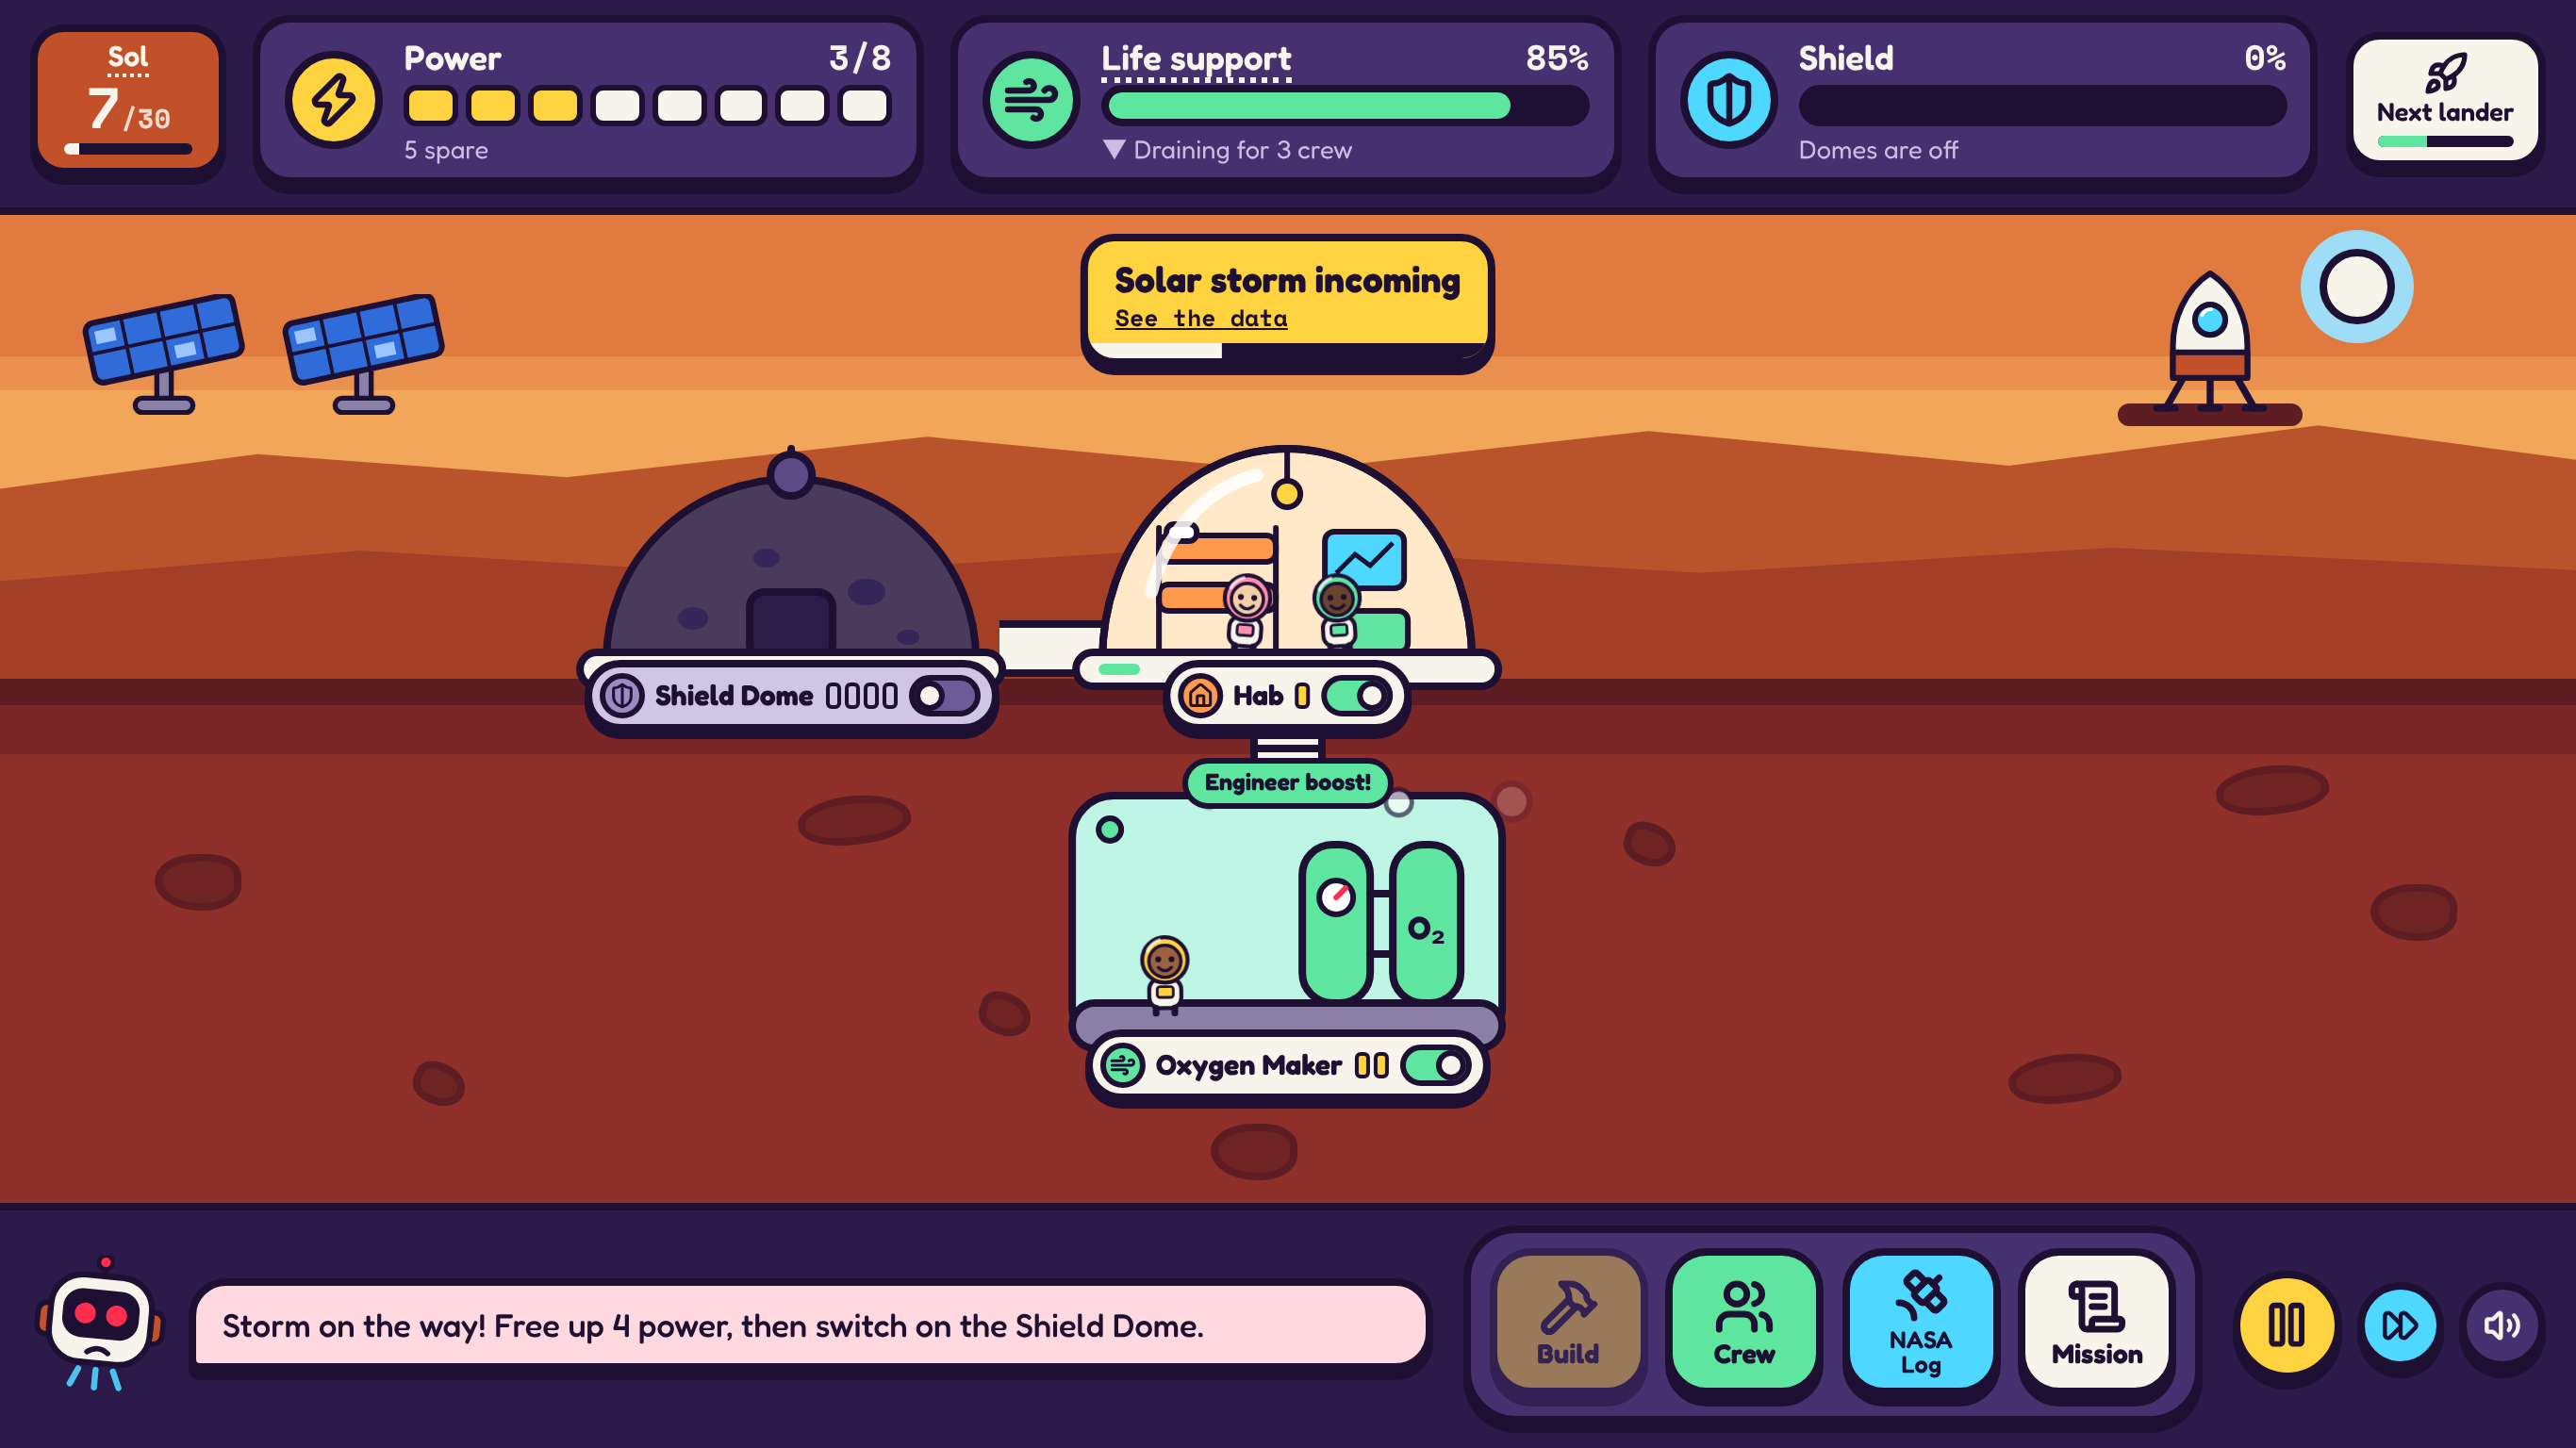 Sol
7/30
Power
3/8
5 spare
Life support
85%
Draining for 3 crew
Shield
0%
Domes are off
Next lander
Solar storm incoming
See the data
Shield Dome
Hab
Engineer boost!
O₂
Oxygen Maker
Storm on the way! Free up 4 power, then switch on the Shield Dome.
Build
Crew
NASA
Log
Mission